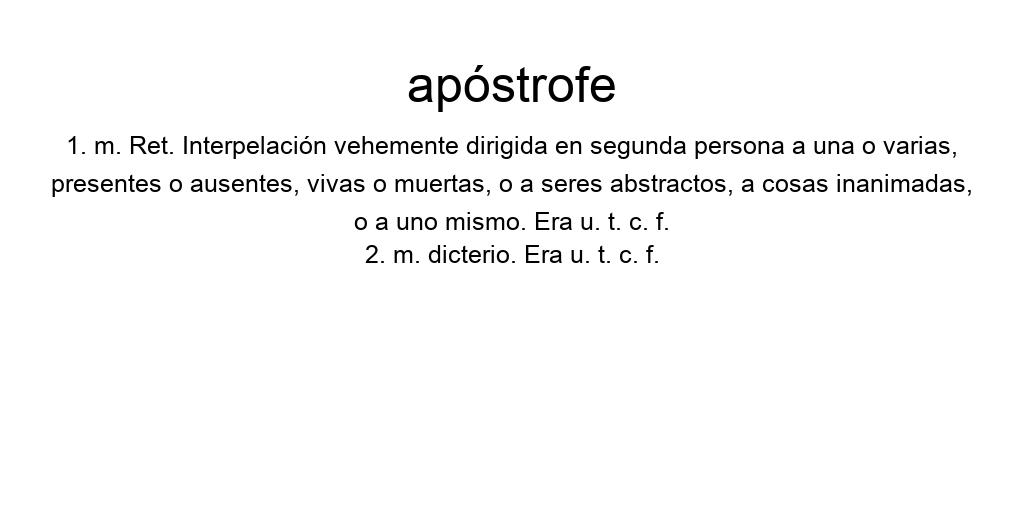 apóstrofe
1. m. Ret. Interpelación vehemente dirigida en segunda persona a una o varias,
presentes o ausentes, vivas o muertas, o a seres abstractos, a cosas inanimadas,
o a uno mismo. Era u. t. c. f.
2. m. dicterio. Era u. t. c. f.